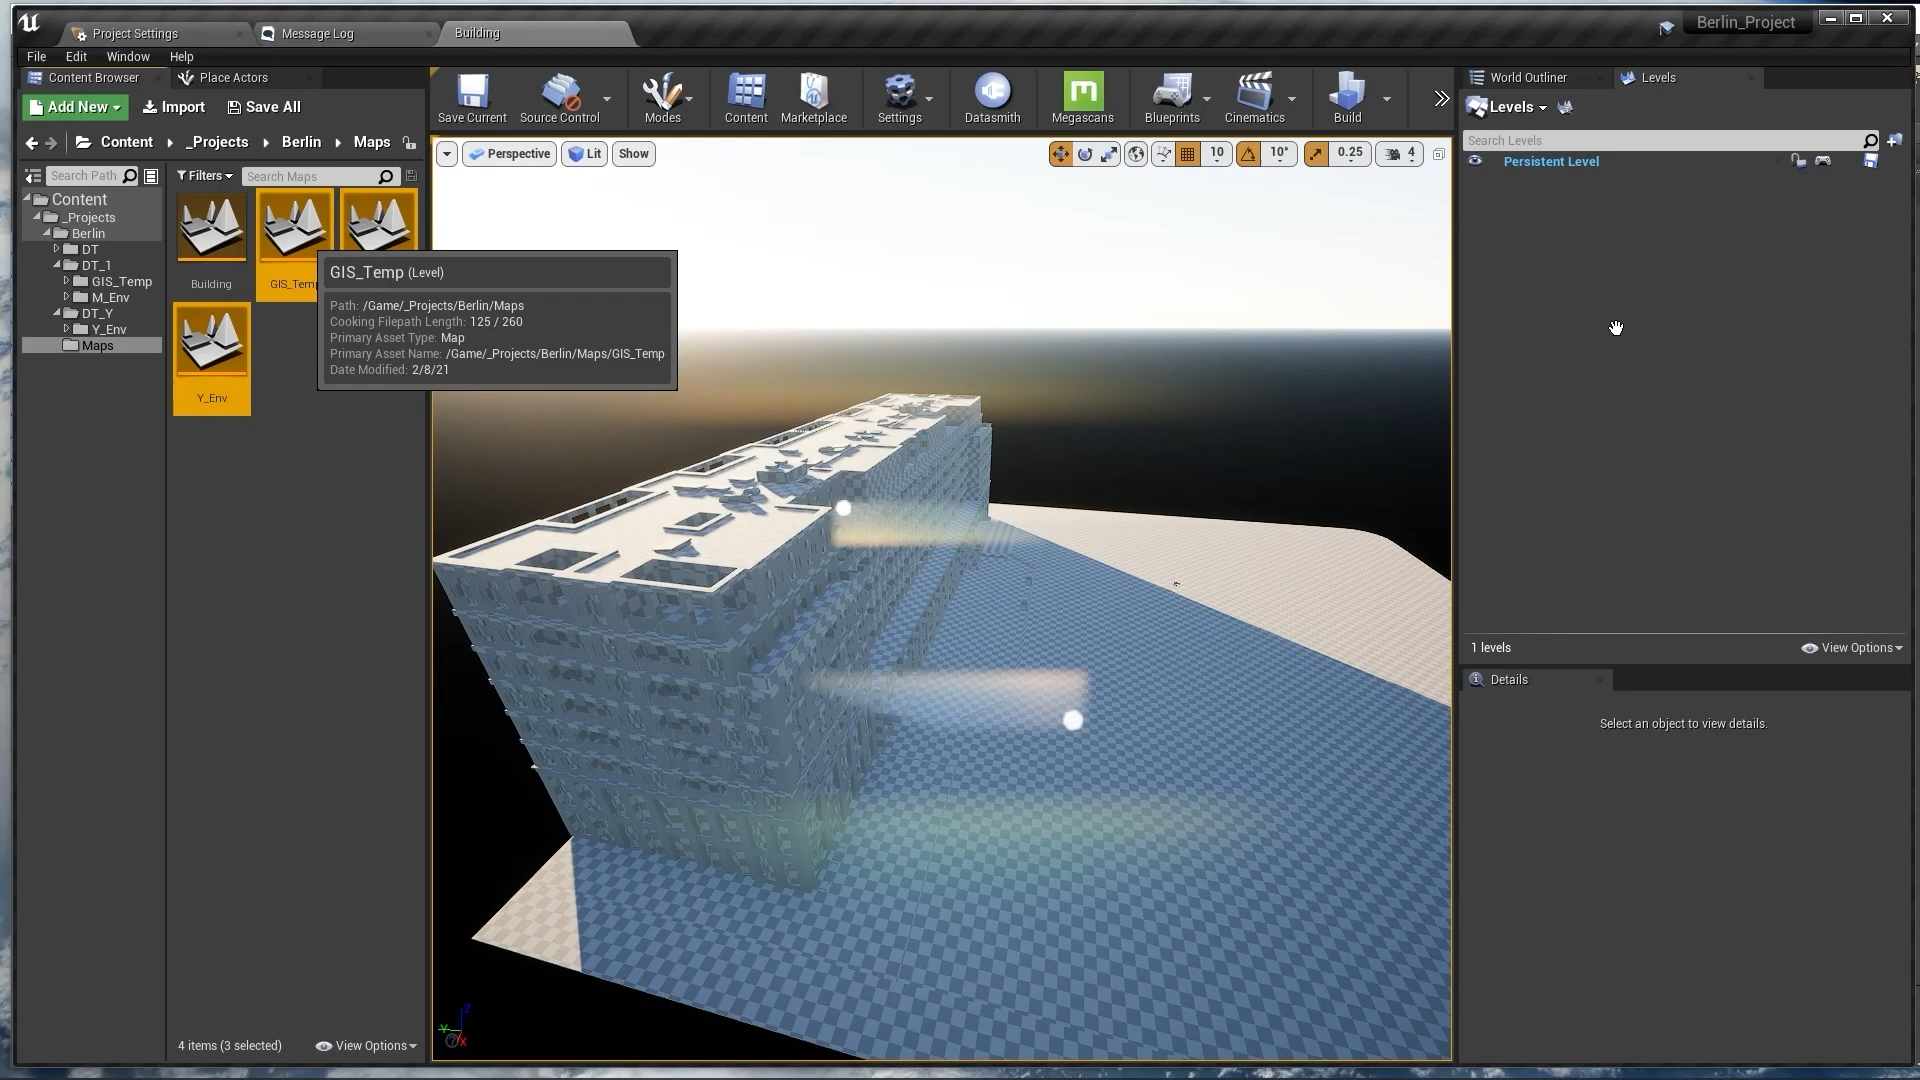 Project Settings
Message Log
Building
Berlin_Project
File Edit Window Help
Content Browser
Place Actors
Add New
Import
Save All
Content
_Projects
Berlin
Maps
Search Path
Filters
Search Maps
Content
_Projects
Berlin
DT
DT_1
GIS_Temp
M_Env
DT_Y
Y_Env
Maps
Building
GIS_Temp
Y_Env
GIS_Temp (Level)
Path: /Game/_Projects/Berlin/Maps
Cooking Filepath Length: 125 / 260
Primary Asset Type: Map
Primary Asset Name: /Game/_Projects/Berlin/Maps/GIS_Temp
Date Modified: 2/8/21
4 items (3 selected)
View Options
Save Current
Source Control
Modes
Content
Marketplace
Settings
Datasmith
Megascans
Blueprints
Cinematics
Build
Perspective
Lit
Show
10
10°
0.25
4
Z
Y
X
World Outliner
Levels
Levels
Search Levels
Persistent Level
1 levels
View Options
Details
Select an object to view details.